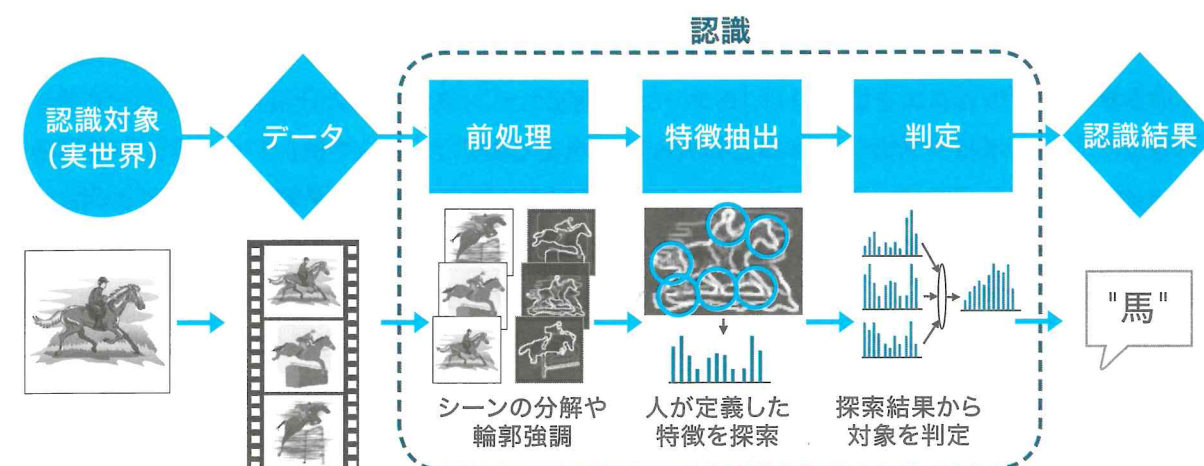 認識
認識対象
(実世界)
データ
前処理
特徴抽出
判定
認識結果
"馬"
シーンの分解や
輪郭強調
人が定義した
特徴を探索
探索結果から
対象を判定